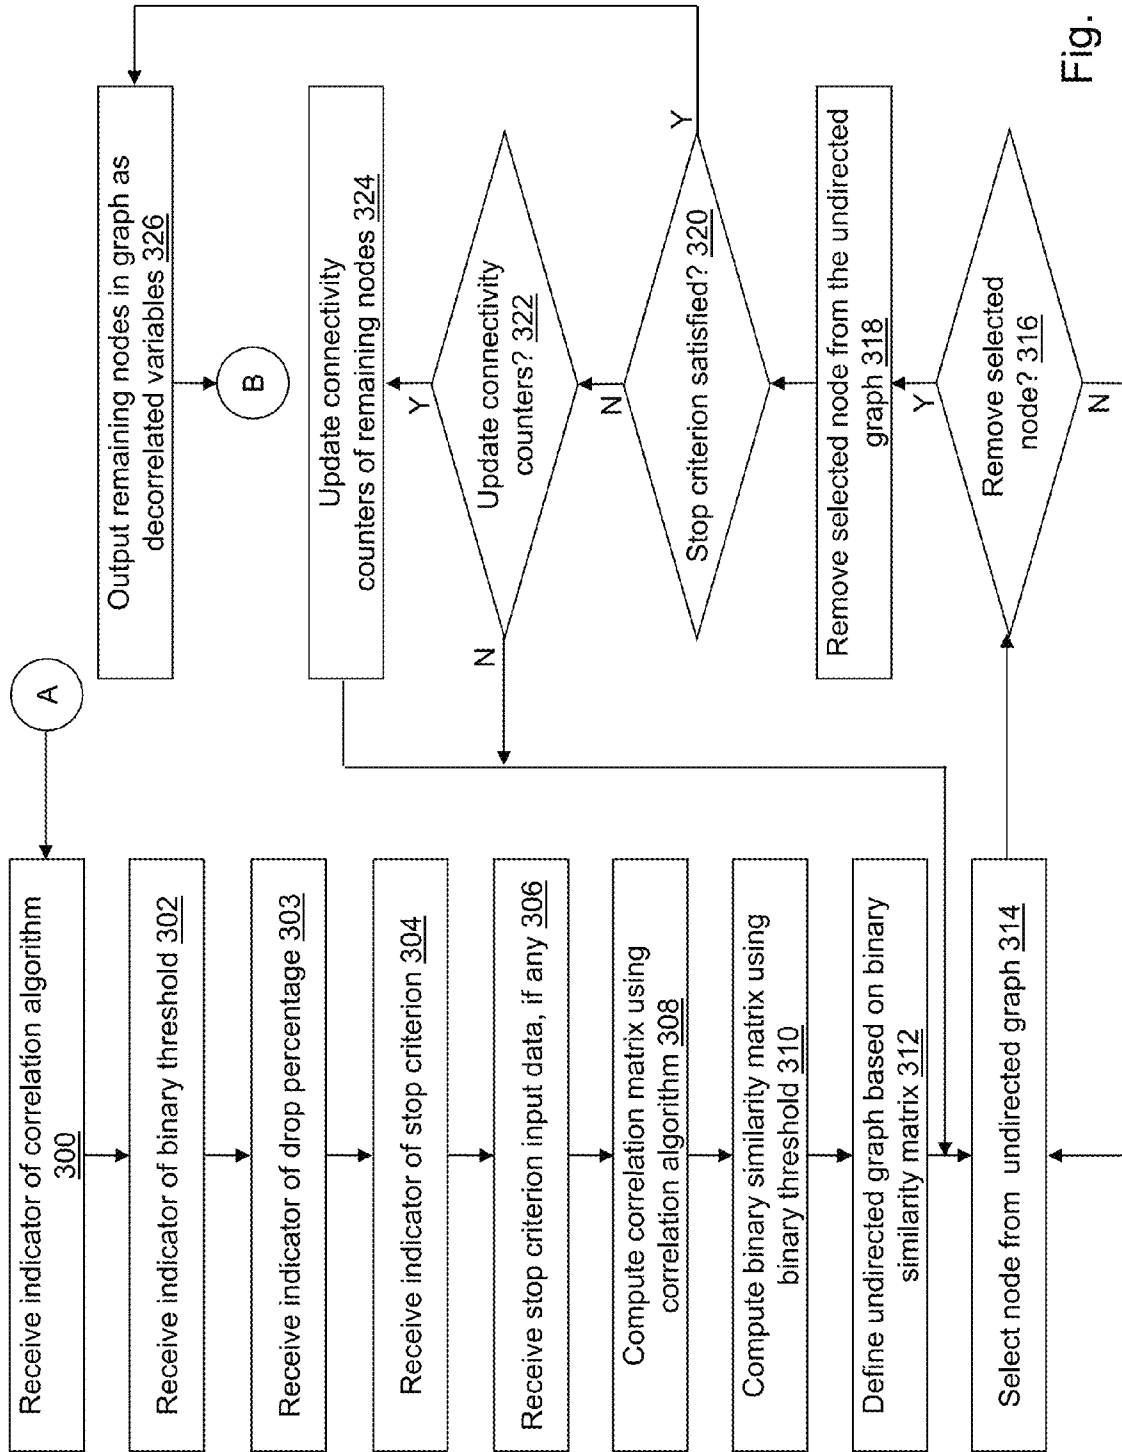 A
Receive indicator of correlation algorithm
300
Receive indicator of binary threshold 302
Receive indicator of drop percentage 303
Receive indicator of stop criterion 304
Receive stop criterion input data, if any 306
Compute correlation matrix using
correlation algorithm 308
Compute binary similarity matrix using
binary threshold 310
Define undirected graph based on binary
similarity matrix 312
Select node from undirected graph 314
Remove selected
node? 316
Y
N
Remove selected node from the undirected
graph 318
Stop criterion satisfied? 320
Y
N
Update connectivity
counters? 322
Y
N
Update connectivity
counters of remaining nodes 324
Output remaining nodes in graph as
decorrelated variables 326
B
Fig.